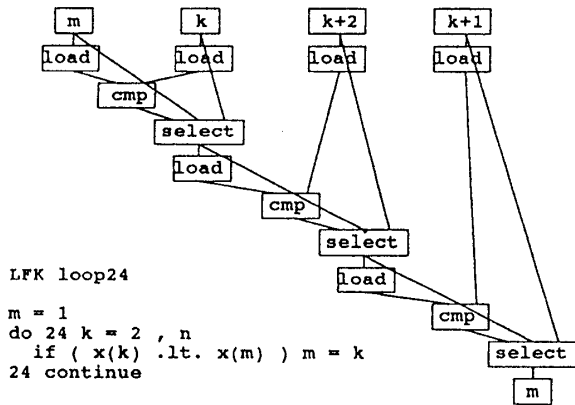 m k k+2 k+1
load load load load
cmp
select
load
cmp
select
LFK loop24
load
m = 1
cmp
do 24 k = 2 , n
if ( x(k) .lt. x(m) ) m = k
select
24 continue
m